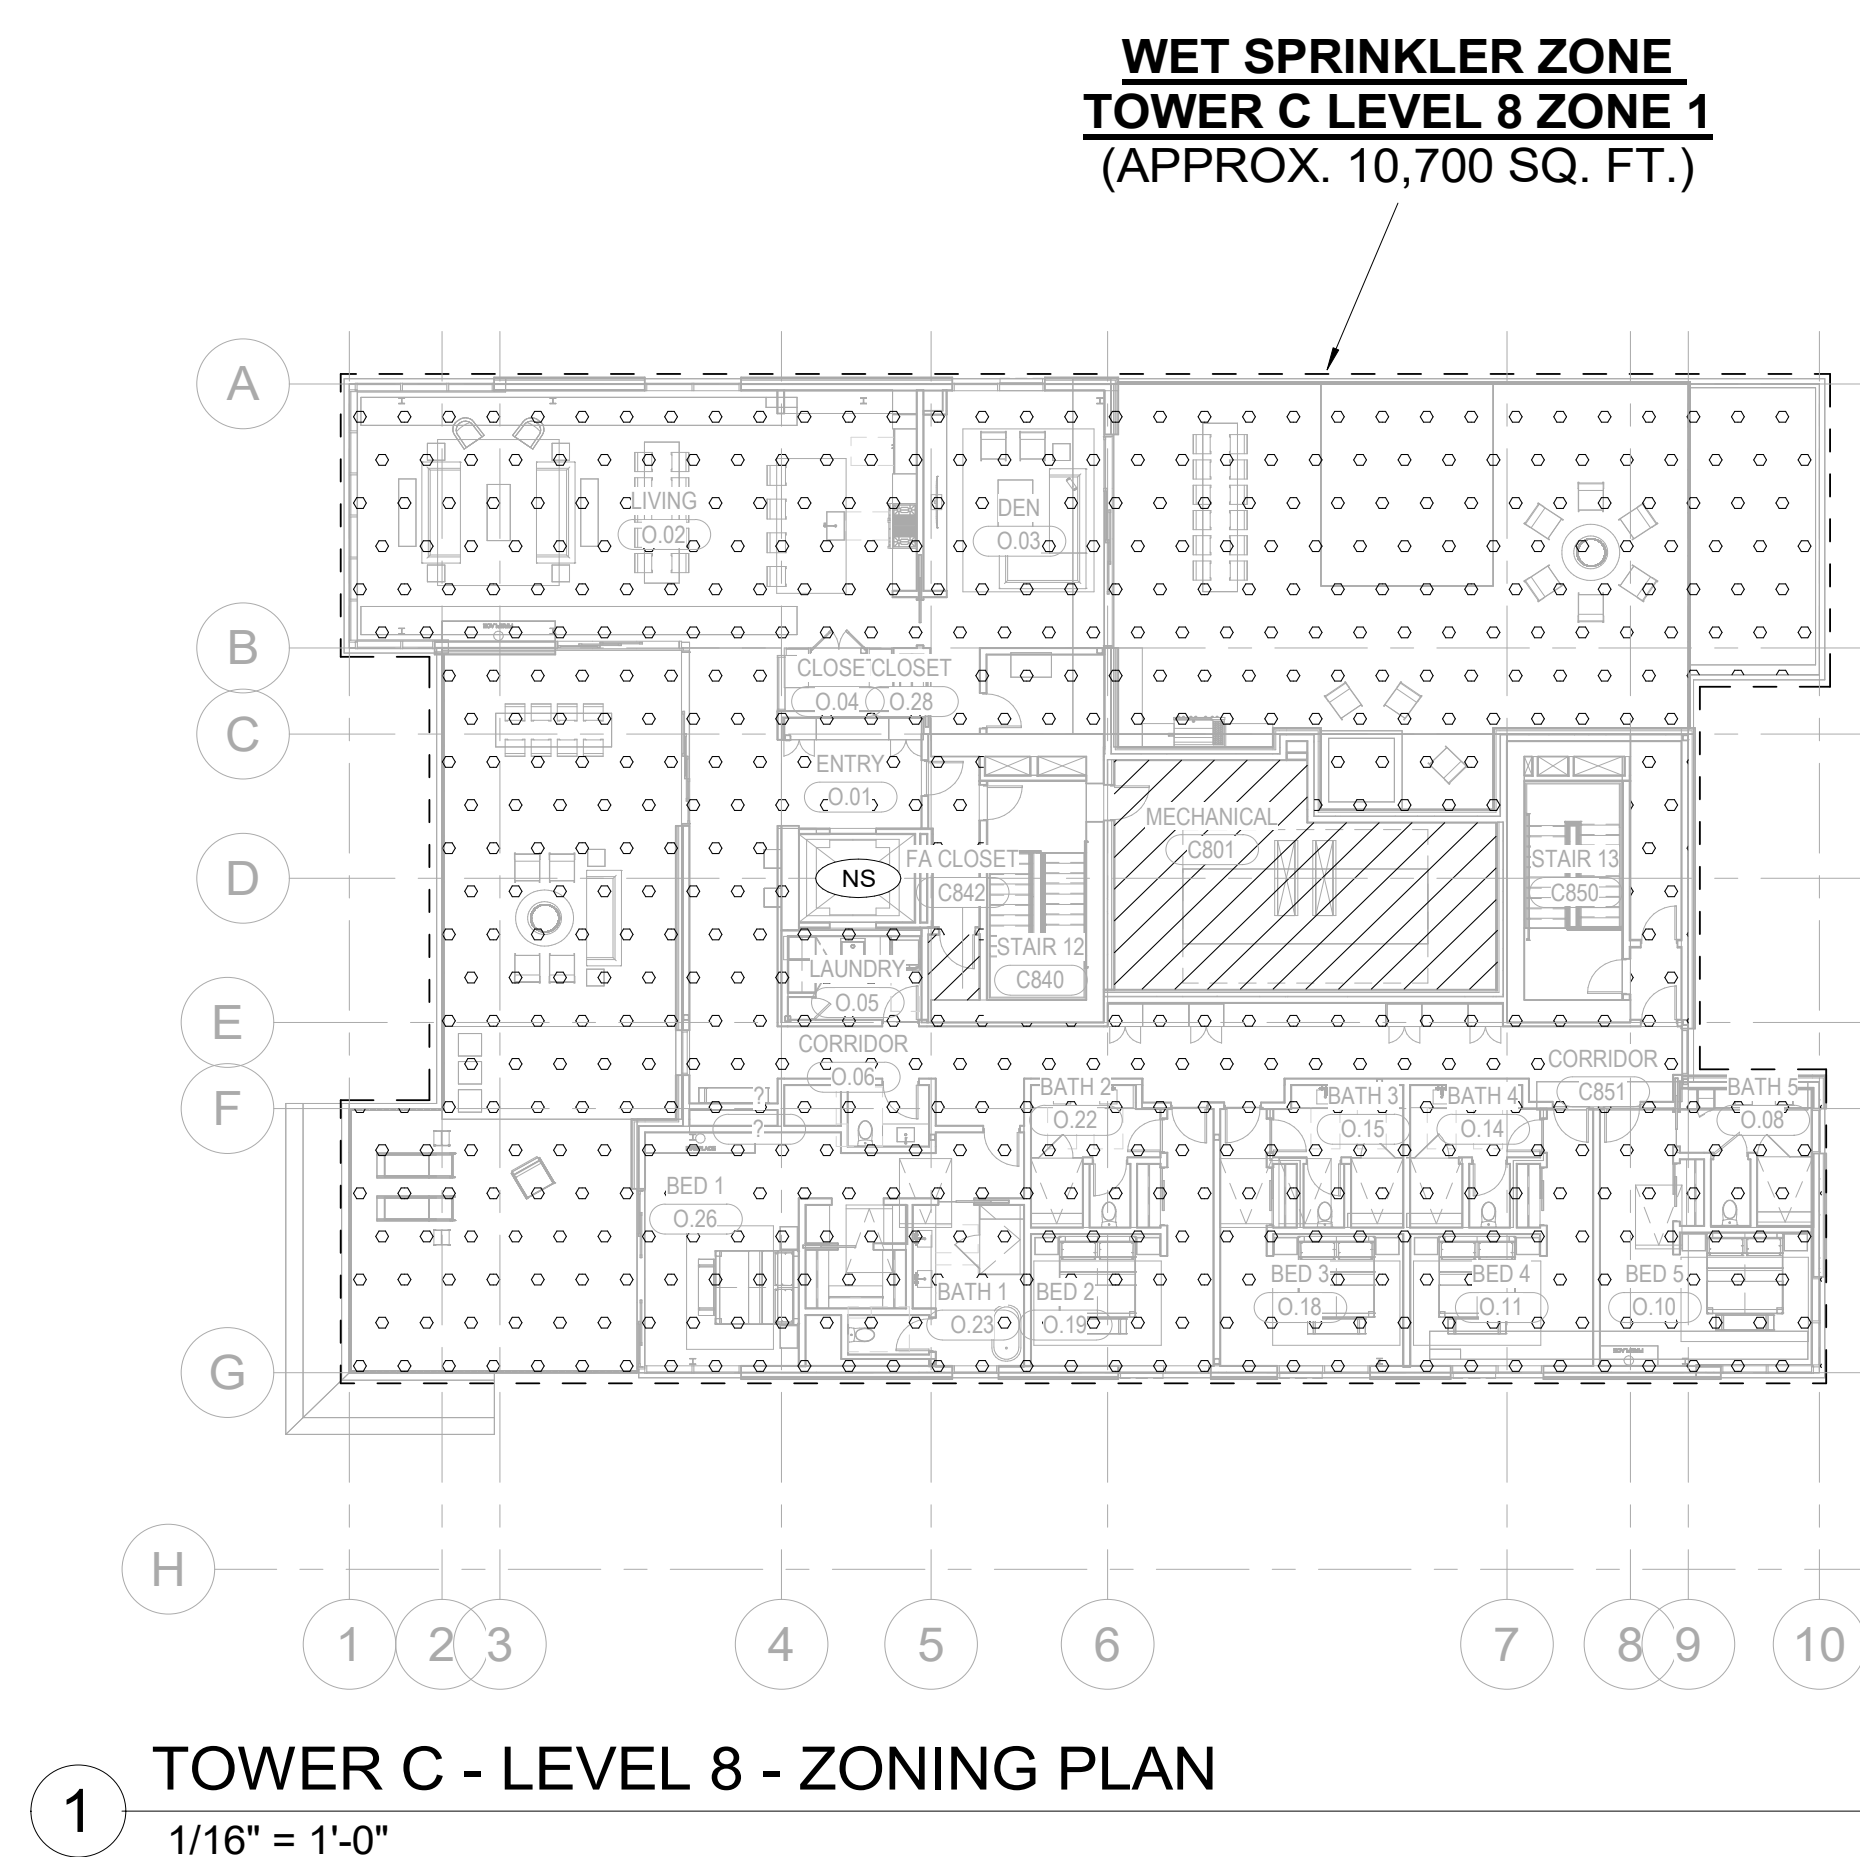 WET SPRINKLER ZONE
TOWER C LEVEL 8 ZONE 1
(APPROX. 10,700 SQ. FT.)
A
B
C
D
E
F
G
H
LIVING
O.02
DEN
O.03
CLOSET CLOSET
O.04 O.28
ENTRY
O.01
MECHANICAL
C801
NS
FA CLOSET
C842
STAIR 13
C850
STAIR 12
C840
LAUNDRY
O.05
CORRIDOR
O.06
CORRIDOR
C851
?
?
BATH 2
O.22
BATH 3
O.15
BATH 4
O.14
BATH 5
O.08
BED 1
O.26
BATH 1
O.23
BED 2
O.19
BED 3
O.18
BED 4
O.11
BED 5
O.10
1 2 3 4 5 6 7 8 9 10
1
TOWER C - LEVEL 8 - ZONING PLAN
1/16" = 1'-0"